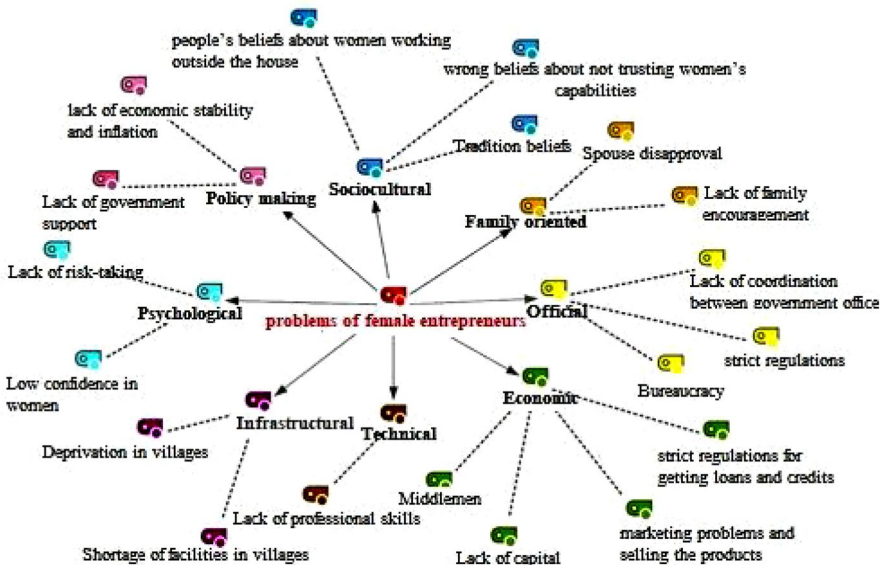 people's beliefs about women working
outside the house
wrong beliefs about not trusting women's
capabilities
lack of economic stability
and inflation
Tradition beliefs
Spouse disapproval
Sociocultural
Policy making
Lack of government
support
Family oriented
Lack of family
encouragement
Lack of risk-taking
Psychological
problems of female entrepreneurs
Official
Lack of coordination
between government office
strict regulations
Bureaucracy
Low confidence in
women
Economic
Infrastructural
Technical
Deprivation in villages
strict regulations for
getting loans and credits
Middlemen
Lack of professional skills
marketing problems and
selling the products
Shortage of facilities in villages
Lack of capital